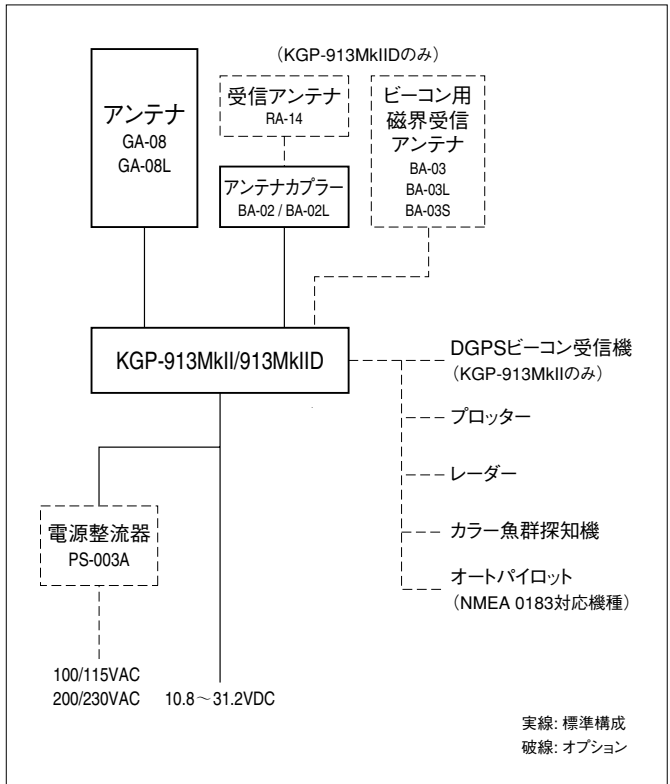 (KGP-913MkIIDのみ)
アンテナ
GA-08
GA-08L
受信アンテナ
RA-14
アンテナカプラー
BA-02 / BA-02L
ビーコン用
磁界受信
アンテナ
BA-03
BA-03L
BA-03S
KGP-913MkII/913MkIID
DGPSビーコン受信機
(KGP-913MkIIのみ)
プロッター
レーダー
カラー魚群探知機
オートパイロット
(NMEA 0183対応機種)
電源整流器
PS-003A
100/115VAC
200/230VAC
10.8～31.2VDC
実線: 標準構成
破線: オプション